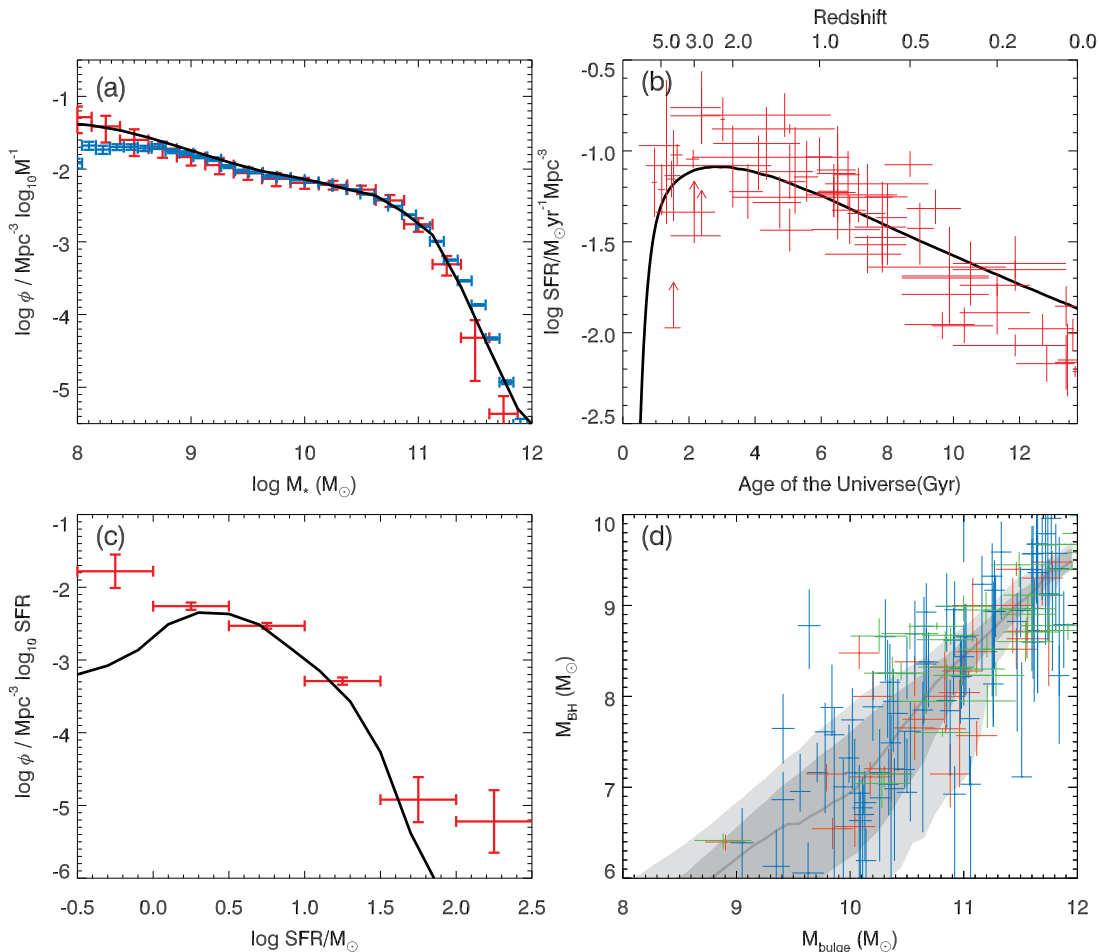 Redshift
5.0 3.0 2.0 1.0 0.5 0.2 0.0
(a)
-1
-2
-3
-4
-5
log ϕ / Mpc⁻³ log₁₀M⁻¹
8 9 10 11 12
log M⁎ (M☉)
(b)
-0.5
-1.0
-1.5
-2.0
-2.5
log SFR/M☉yr⁻¹Mpc⁻³
0 2 4 6 8 10 12
Age of the Universe(Gyr)
(c)
-1
-2
-3
-4
-5
-6
log ϕ / Mpc⁻³ log₁₀ SFR
-0.5 0.0 0.5 1.0 1.5 2.0 2.5
log SFR/M☉
(d)
10
9
8
7
6
M_BH (M☉)
8 9 10 11 12
M_bulge (M☉)